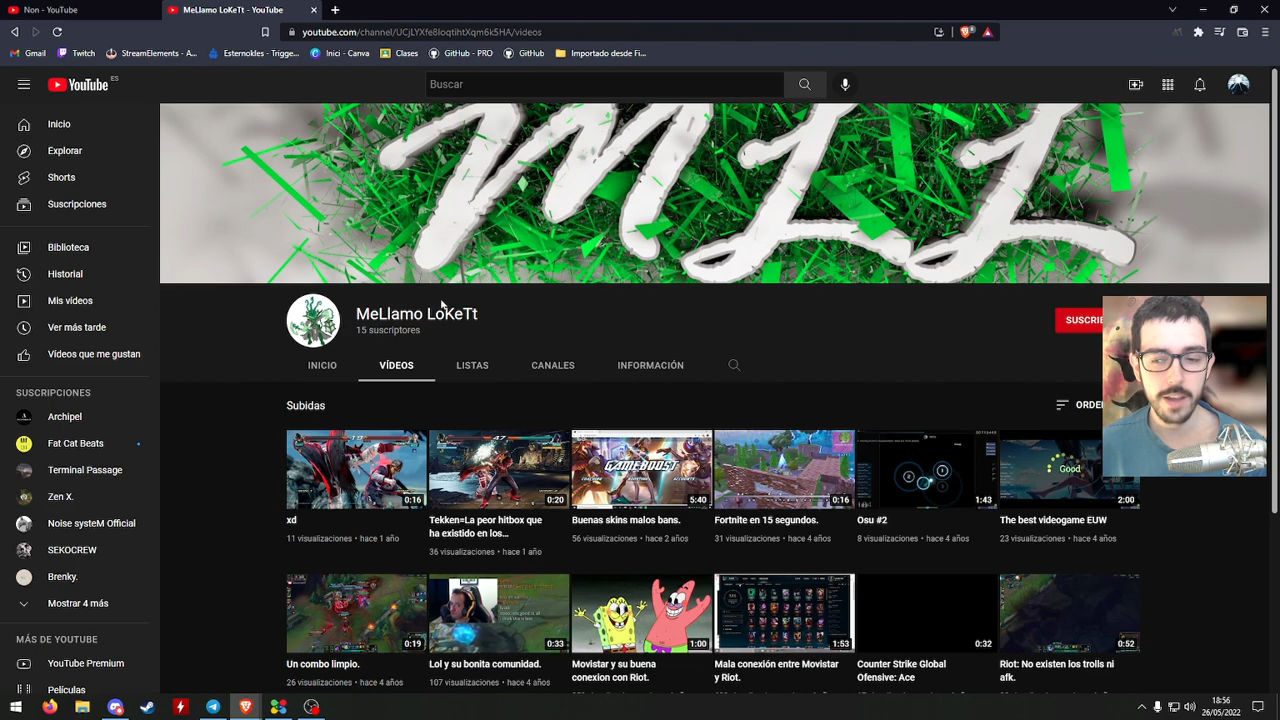 Non - YouTube
MeLlamo LoKeTt - YouTube
youtube.com/channel/UCjLYXfe8IoqtihtXqm6k5HA/videos
Gmail
Twitch
StreamElements - A...
Esternoldes - Trigge...
Inici - Canva
Clases
GitHub - PRO
GitHub
Importado desde Fi...
YouTube ES
Buscar
Inicio
Explorar
Shorts
Suscripciones
Biblioteca
Historial
Mis vídeos
Ver más tarde
Vídeos que me gustan
SUSCRIPCIONES
Archipel
Fat Cat Beats
Terminal Passage
Zen X.
Noise systeM Official
SEKOCREW
Brenky.
Mostrar 4 más
MÁS DE YOUTUBE
YouTube Premium
Películas
MLL
MeLlamo LoKeTt
15 suscriptores
SUSCRIB
INICIO
VÍDEOS
LISTAS
CANALES
INFORMACIÓN
Subidas
ORDE
GAMEBOOST
Good
0:16
0:20
5:40
0:16
1:43
2:00
xd
11 visualizaciones • hace 1 año
Tekken=La peor hitbox que
ha existido en los...
36 visualizaciones • hace 1 año
Buenas skins malos bans.
56 visualizaciones • hace 2 años
Fortnite en 15 segundos.
31 visualizaciones • hace 4 años
Osu #2
8 visualizaciones • hace 4 años
The best videogame EUW
23 visualizaciones • hace 4 años
0:19
0:33
1:00
1:53
0:32
0:52
Un combo limpio.
26 visualizaciones • hace 4 años
Lol y su bonita comunidad.
107 visualizaciones • hace 4 años
Movistar y su buena
conexion con Riot.
Mala conexión entre Movistar
y Riot.
Counter Strike Global
Ofensive: Ace
Riot: No existen los trolls ni
afk.
18:56
26/05/2022